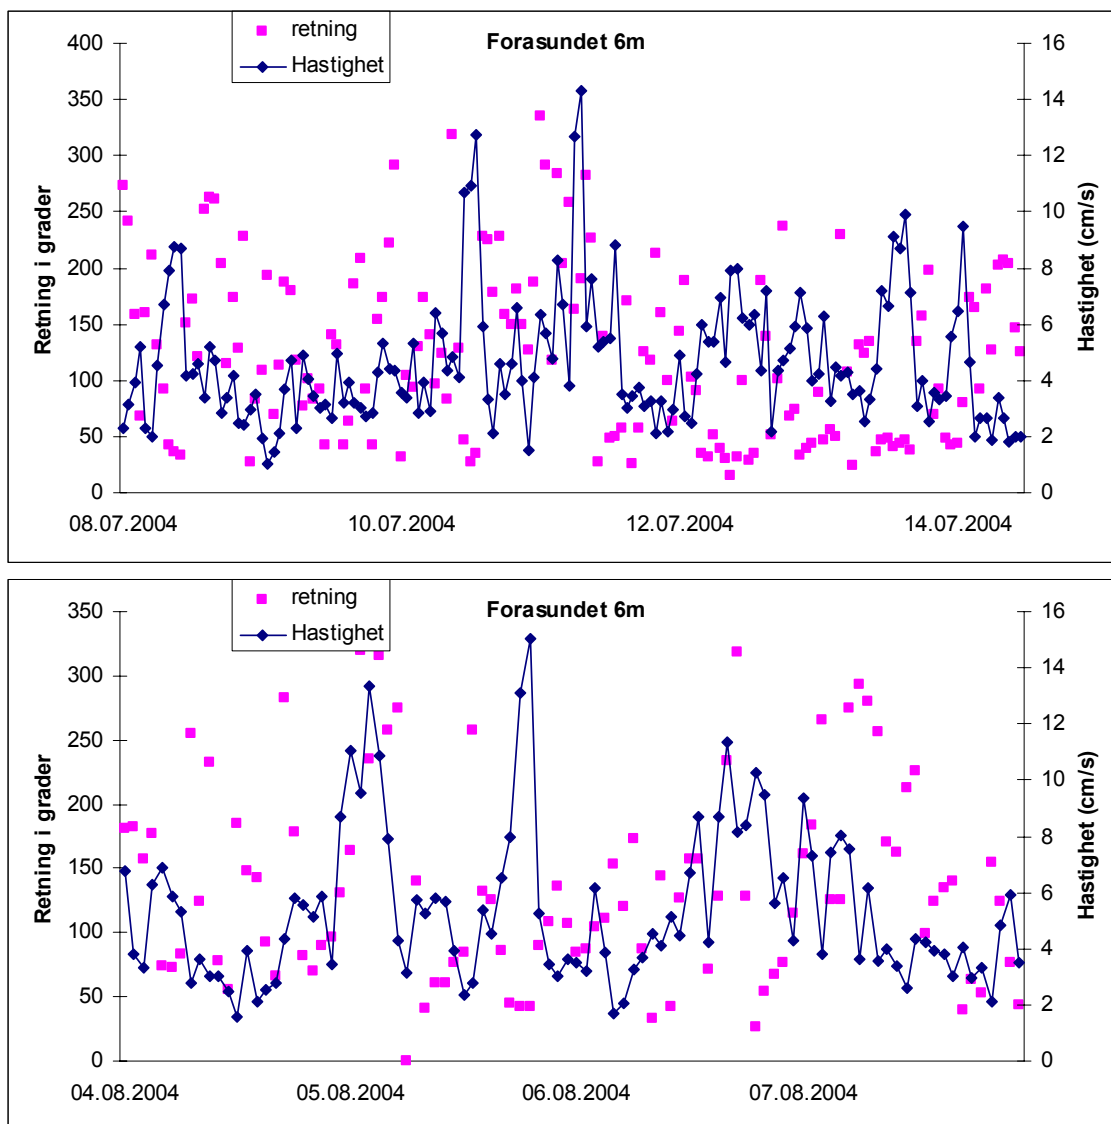 retning
Hastighet
Forasundet 6m
400
350
300
250
200
150
100
50
0
Retning i grader
16
14
12
10
8
6
4
2
0
Hastighet (cm/s)
08.07.2004 10.07.2004 12.07.2004 14.07.2004
retning
Hastighet
Forasundet 6m
350
300
250
200
150
100
50
0
Retning i grader
16
14
12
10
8
6
4
2
0
Hastighet (cm/s)
04.08.2004 05.08.2004 06.08.2004 07.08.2004